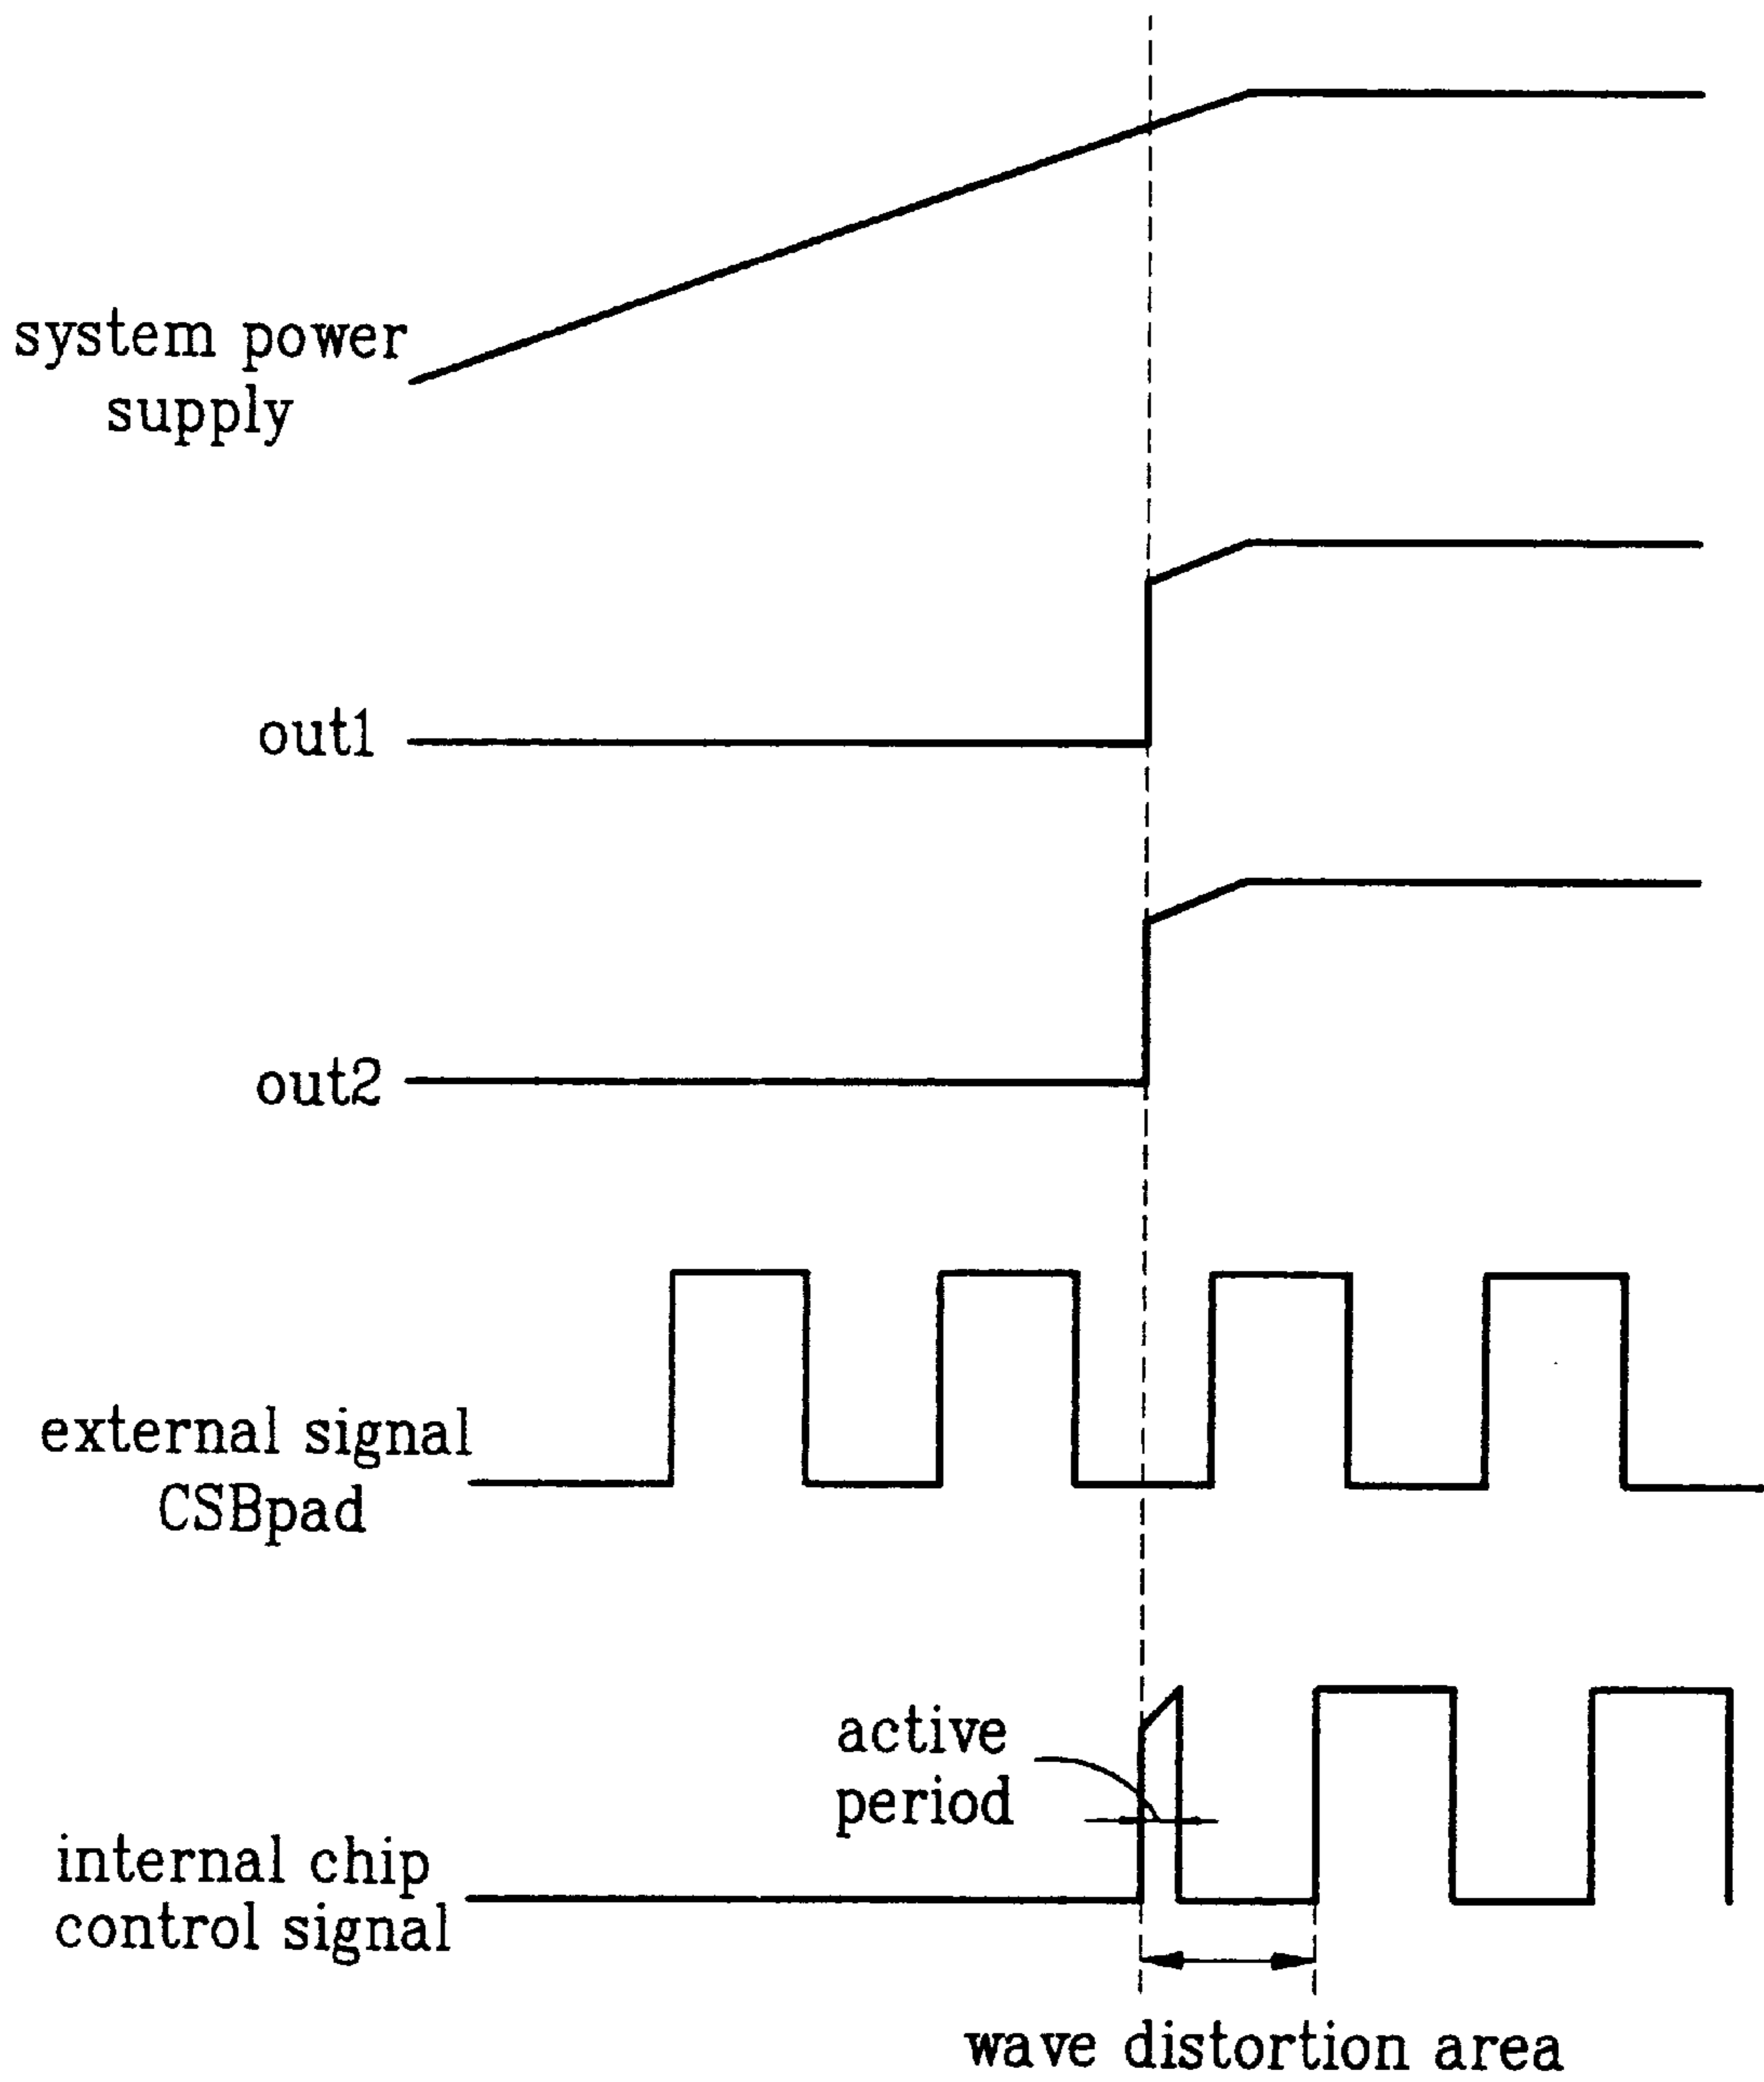 system power
supply
out1
out2
external signal
CSBpad
active
period
internal chip
control signal
wave distortion area